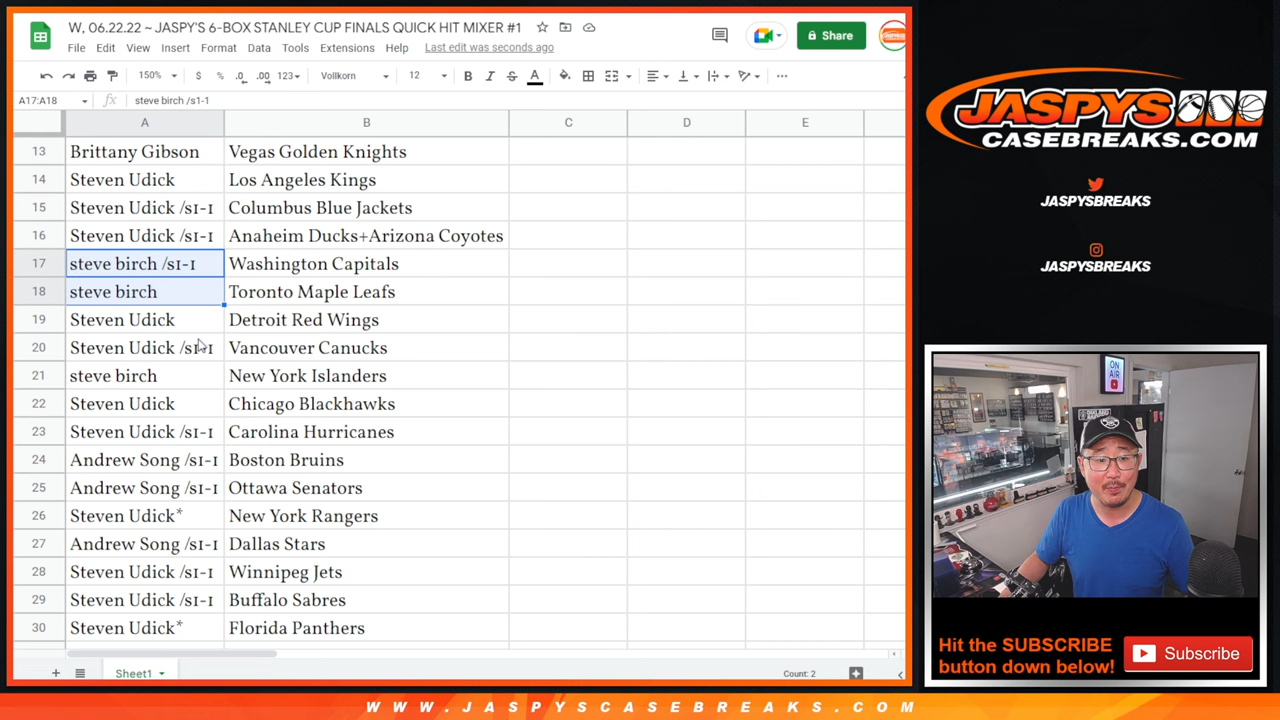 W, 06.22.22 ~ JASPY'S 6-BOX STANLEY CUP FINALS QUICK HIT MIXER #1
File Edit View Insert Format Data Tools Extensions Help Last edit was seconds ago
Share
150% $ % .0 .00 123 Vollkorn 12 B I S A
A17:A18 fx steve birch /s1-1
A B C D E
13 Brittany Gibson Vegas Golden Knights
14 Steven Udick Los Angeles Kings
15 Steven Udick /s1-1 Columbus Blue Jackets
16 Steven Udick /s1-1 Anaheim Ducks+Arizona Coyotes
17 steve birch /s1-1 Washington Capitals
18 steve birch Toronto Maple Leafs
19 Steven Udick Detroit Red Wings
20 Steven Udick /s1-1 Vancouver Canucks
21 steve birch New York Islanders
22 Steven Udick Chicago Blackhawks
23 Steven Udick /s1-1 Carolina Hurricanes
24 Andrew Song /s1-1 Boston Bruins
25 Andrew Song /s1-1 Ottawa Senators
26 Steven Udick* New York Rangers
27 Andrew Song /s1-1 Dallas Stars
28 Steven Udick /s1-1 Winnipeg Jets
29 Steven Udick /s1-1 Buffalo Sabres
30 Steven Udick* Florida Panthers
Sheet1
Count: 2
JASPYS
CASEBREAKS.COM
JASPYSBREAKS
JASPYSBREAKS
ON
AIR
Hit the SUBSCRIBE
button down below!
Subscribe
WWW.JASPYSCASEBREAKS.COM